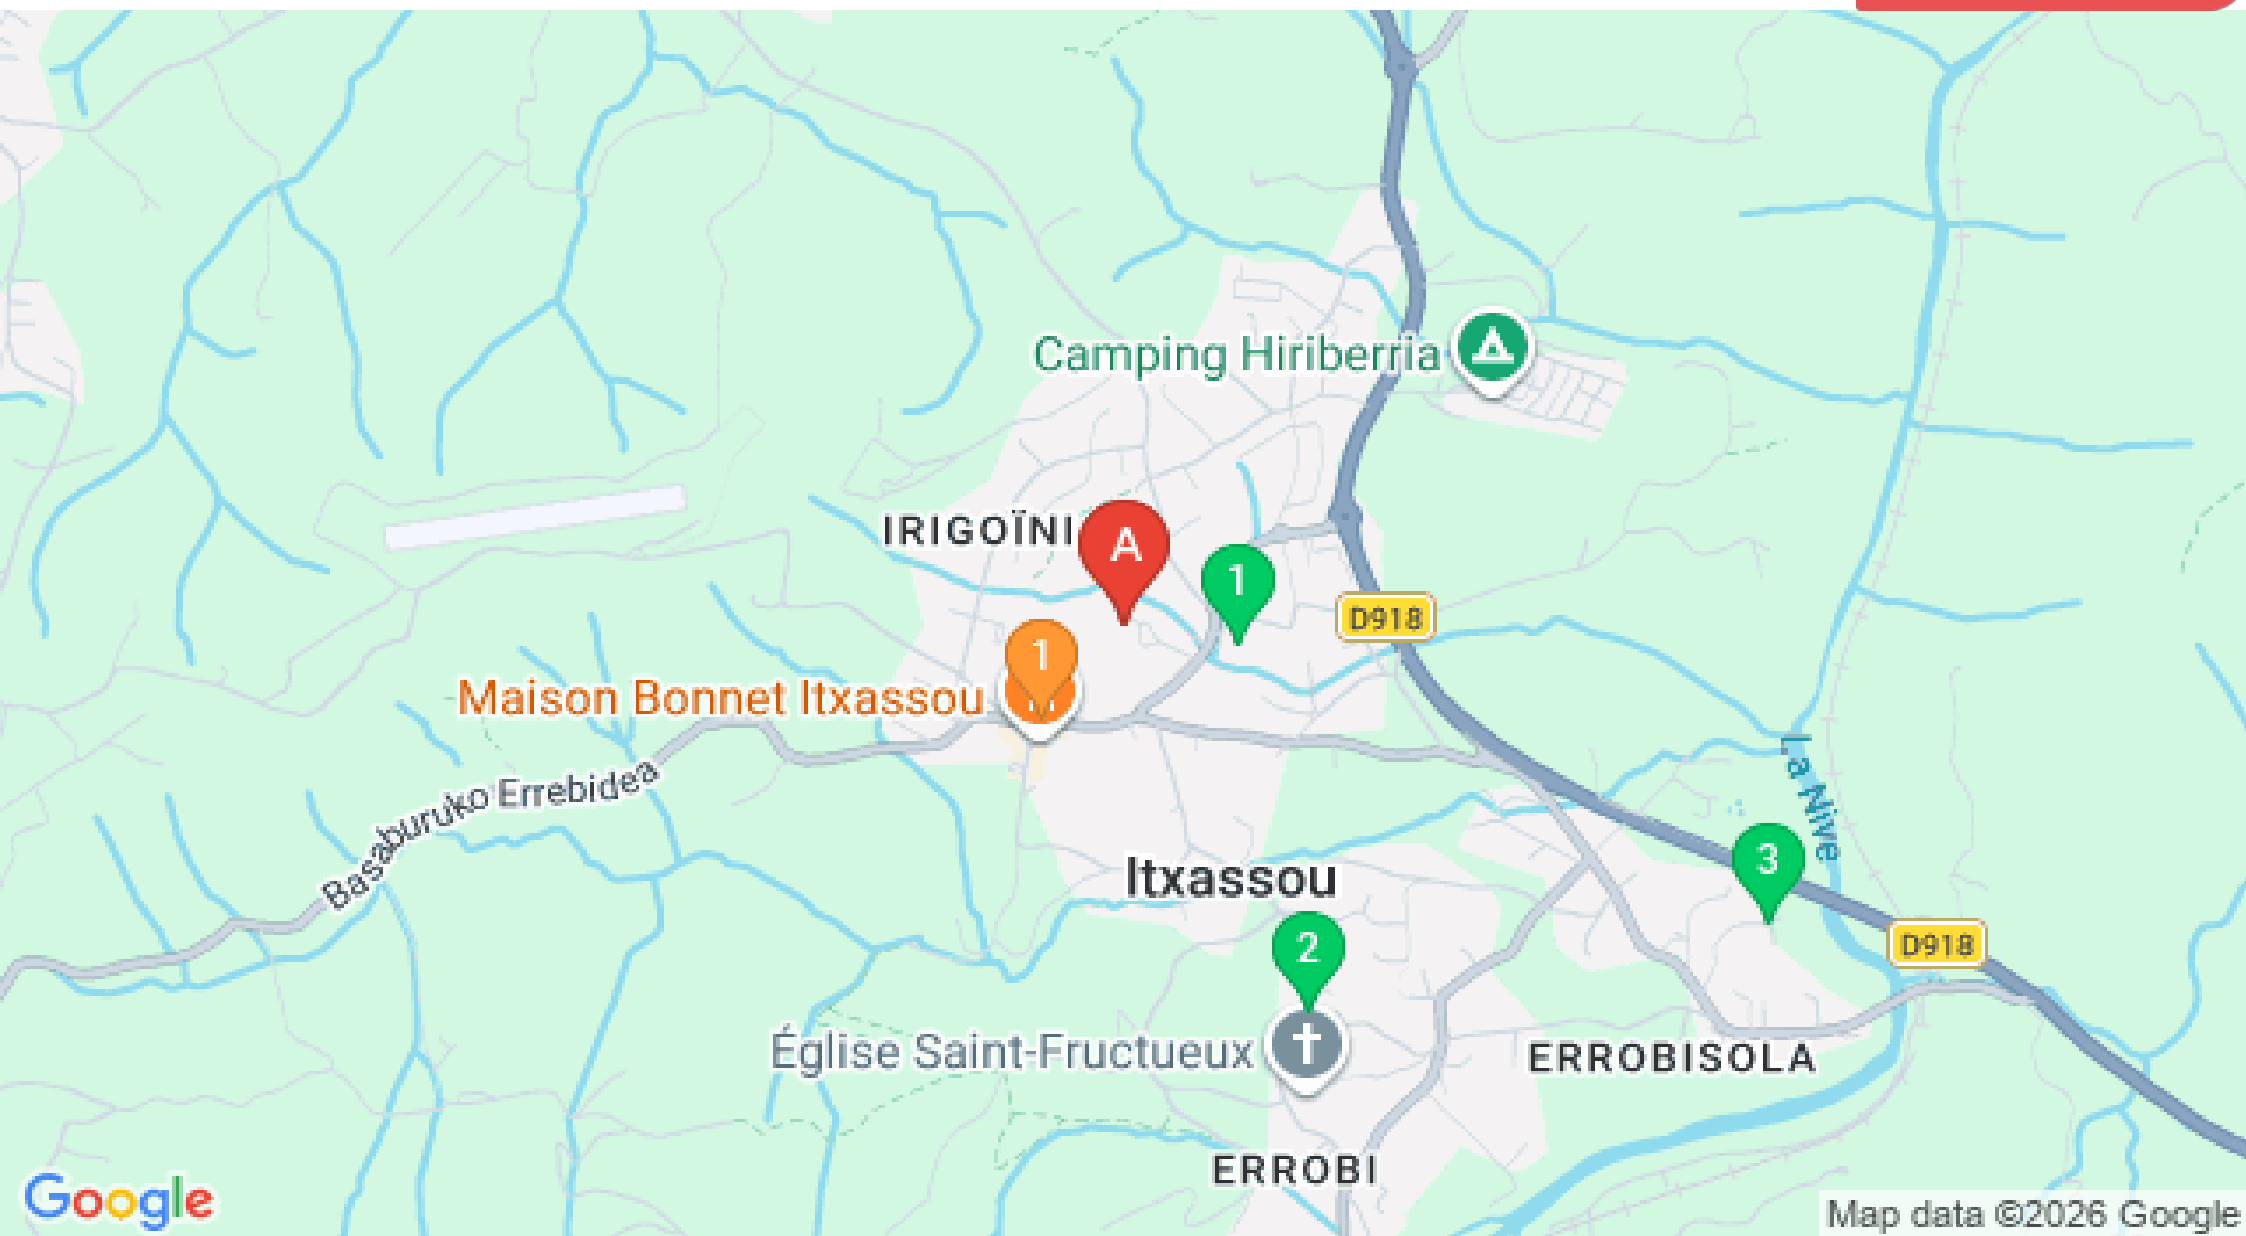 Camping Hiriberria
IRIGOÏNI
A
1
D918
1
Maison Bonnet Itxassou
La Nive
Basaburuko Errebidea
3
Itxassou
2
D918
Église Saint-Fructueux
ERROBISOLA
ERROBI
Google
Map data ©2026 Google